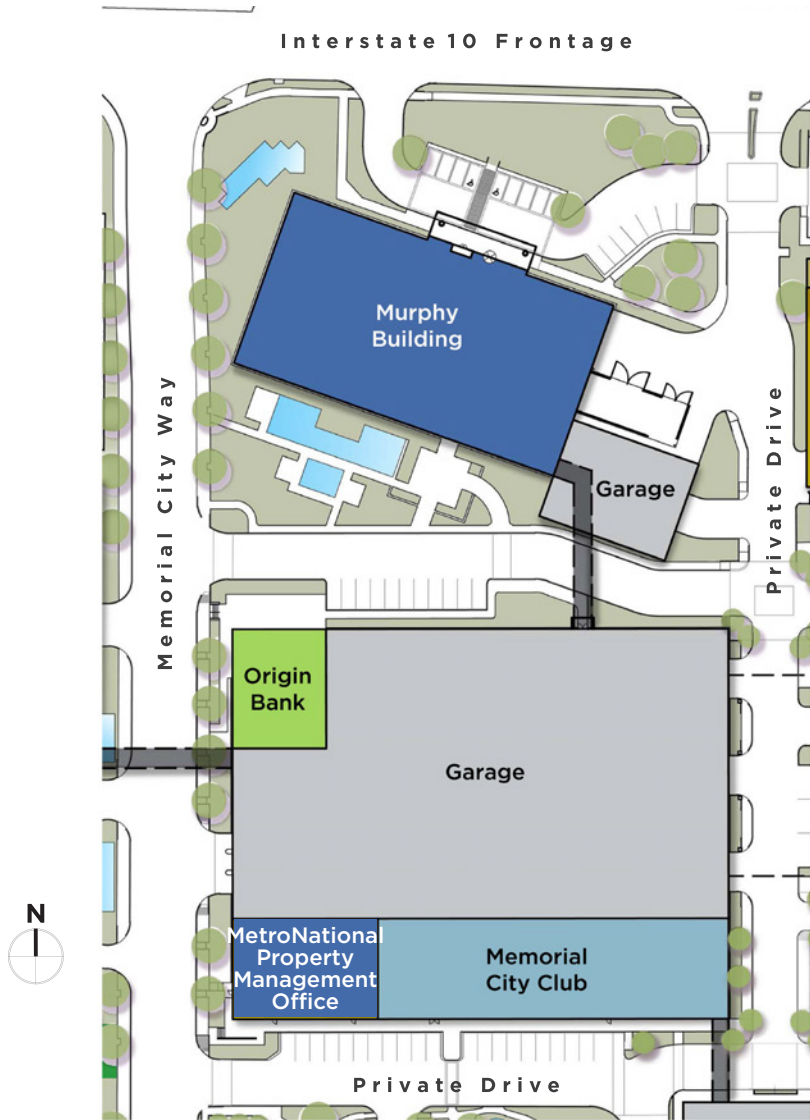 Interstate 10 Frontage
Murphy
Building
Memorial City Way
Private Drive
Garage
Origin
Bank
Garage
N
MetroNational
Property
Management
Office
Memorial
City Club
Private Drive